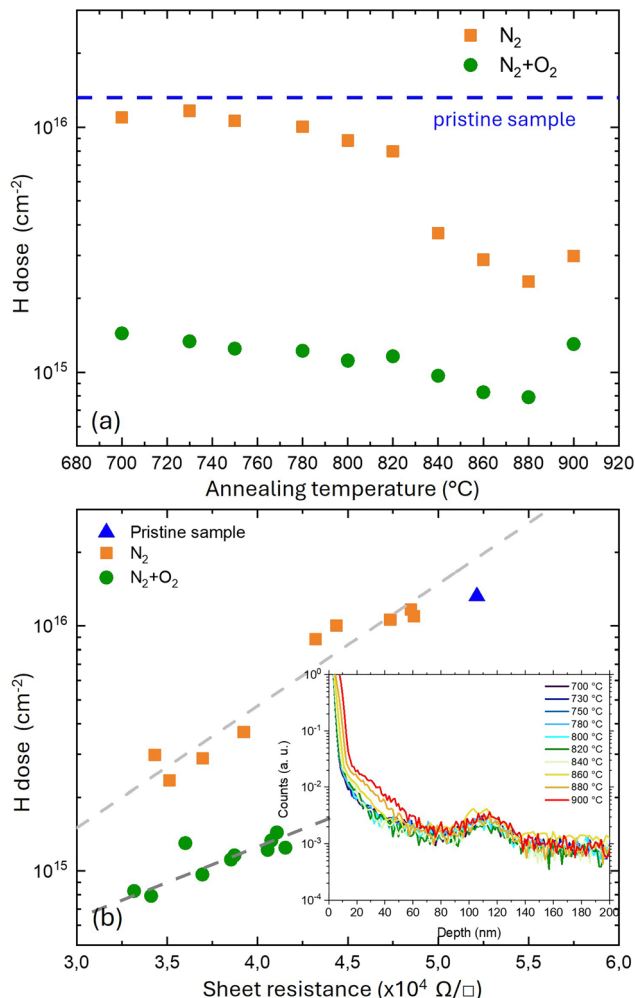 N₂
N₂+O₂
pristine sample
10¹⁶
10¹⁵
H dose (cm⁻²)
(a)
680 700 720 740 760 780 800 820 840 860 880 900 920
Annealing temperature (°C)
Pristine sample
N₂
N₂+O₂
10¹⁶
10¹⁵
H dose (cm⁻²)
(b)
10⁰
10⁻¹
10⁻²
10⁻³
10⁻⁴
Counts (a. u.)
700 °C
730 °C
750 °C
780 °C
800 °C
820 °C
840 °C
860 °C
880 °C
900 °C
0 20 40 60 80 100 120 140 160 180 200
Depth (nm)
3,0 3,5 4,0 4,5 5,0 5,5 6,0
Sheet resistance (x10⁴ Ω/□)